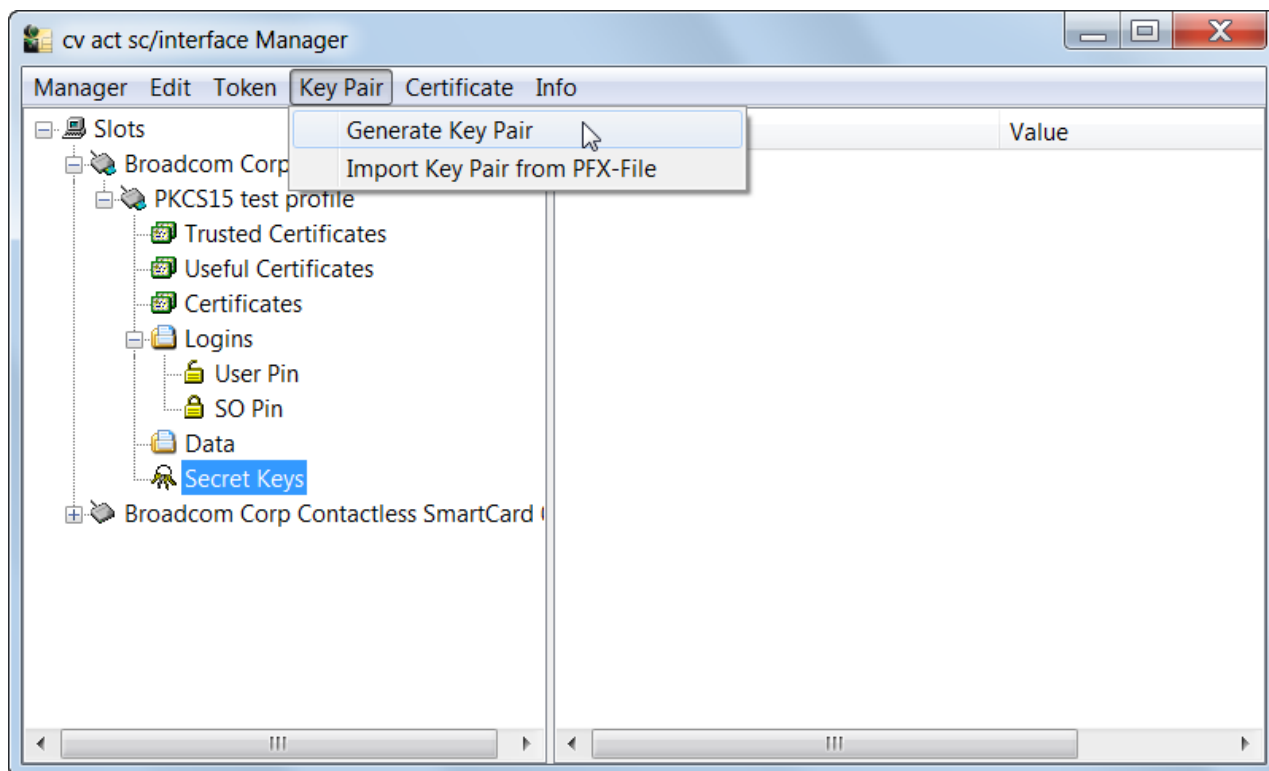 cv act sc/interface Manager
Manager Edit Token Key Pair Certificate Info
Slots
Generate Key Pair
Value
Broadcom Corp
Import Key Pair from PFX-File
PKCS15 test profile
Trusted Certificates
Useful Certificates
Certificates
Logins
User Pin
SO Pin
Data
Secret Keys
Broadcom Corp Contactless SmartCard